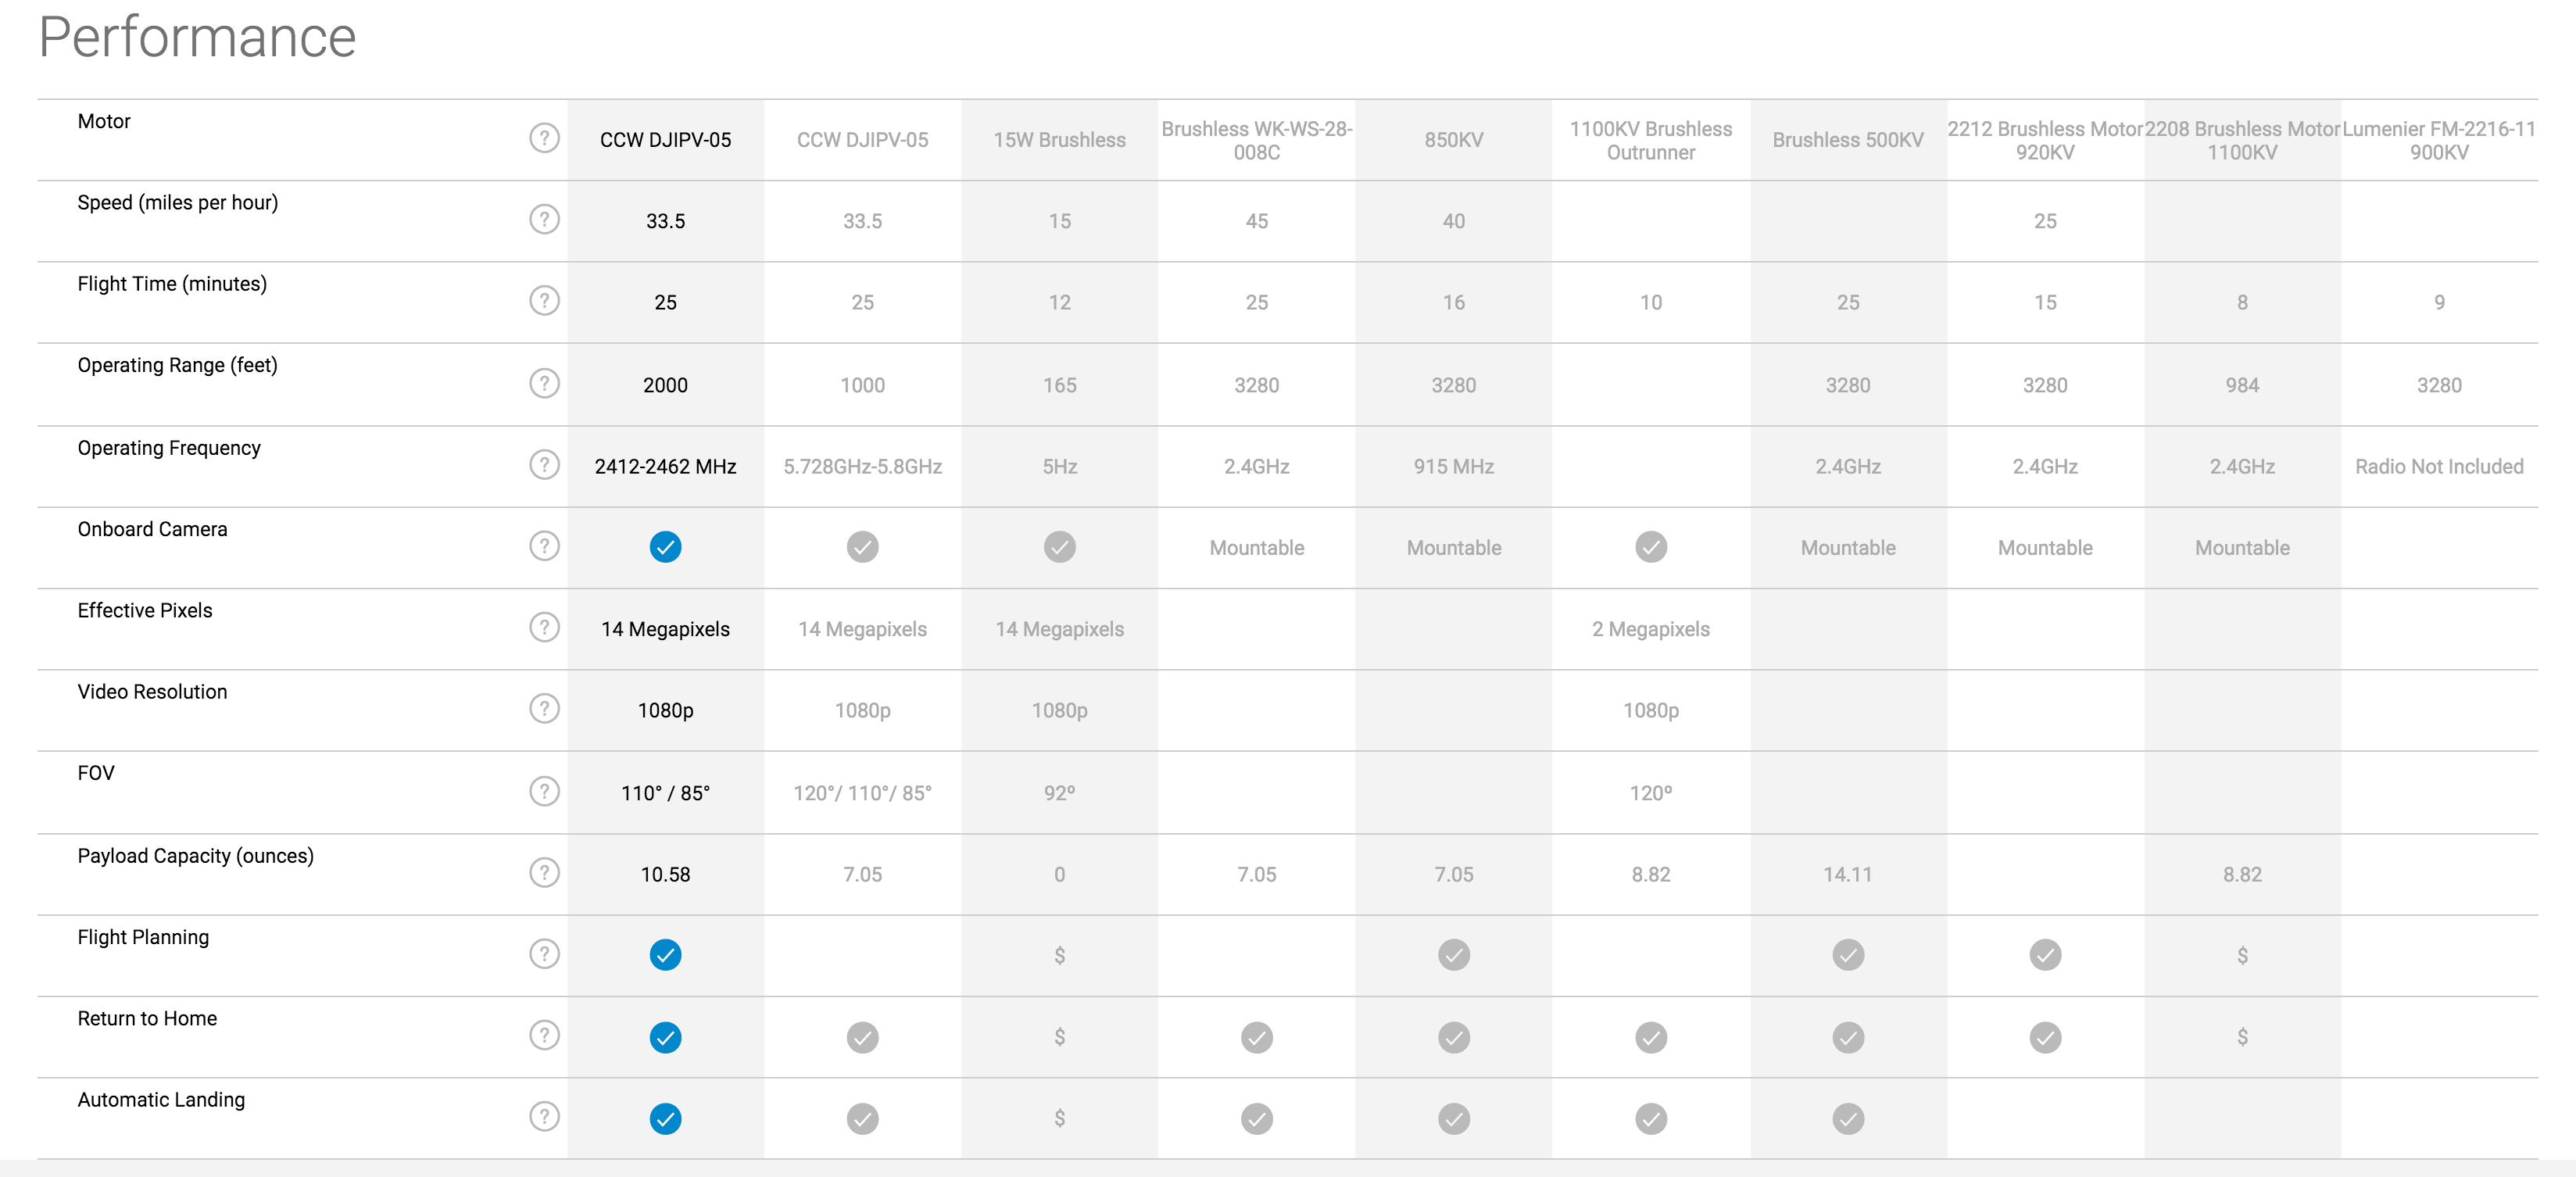 Performance
Motor ? CCW DJIPV-05 CCW DJIPV-05 15W Brushless Brushless WK-WS-28-008C 850KV 1100KV Brushless Outrunner Brushless 500KV 2212 Brushless Motor 920KV 2208 Brushless Motor 1100KV Lumenier FM-2216-11 900KV
Speed (miles per hour) ? 33.5 33.5 15 45 40 25
Flight Time (minutes) ? 25 25 12 25 16 10 25 15 8 9
Operating Range (feet) ? 2000 1000 165 3280 3280 3280 3280 984 3280
Operating Frequency ? 2412-2462 MHz 5.728GHz-5.8GHz 5Hz 2.4GHz 915 MHz 2.4GHz 2.4GHz 2.4GHz Radio Not Included
Onboard Camera ? Mountable Mountable Mountable Mountable Mountable
Effective Pixels ? 14 Megapixels 14 Megapixels 14 Megapixels 2 Megapixels
Video Resolution ? 1080p 1080p 1080p 1080p
FOV ? 110° / 85° 120°/ 110°/ 85° 92º 120º
Payload Capacity (ounces) ? 10.58 7.05 0 7.05 7.05 8.82 14.11 8.82
Flight Planning ? $ $
Return to Home ? $ $
Automatic Landing ? $